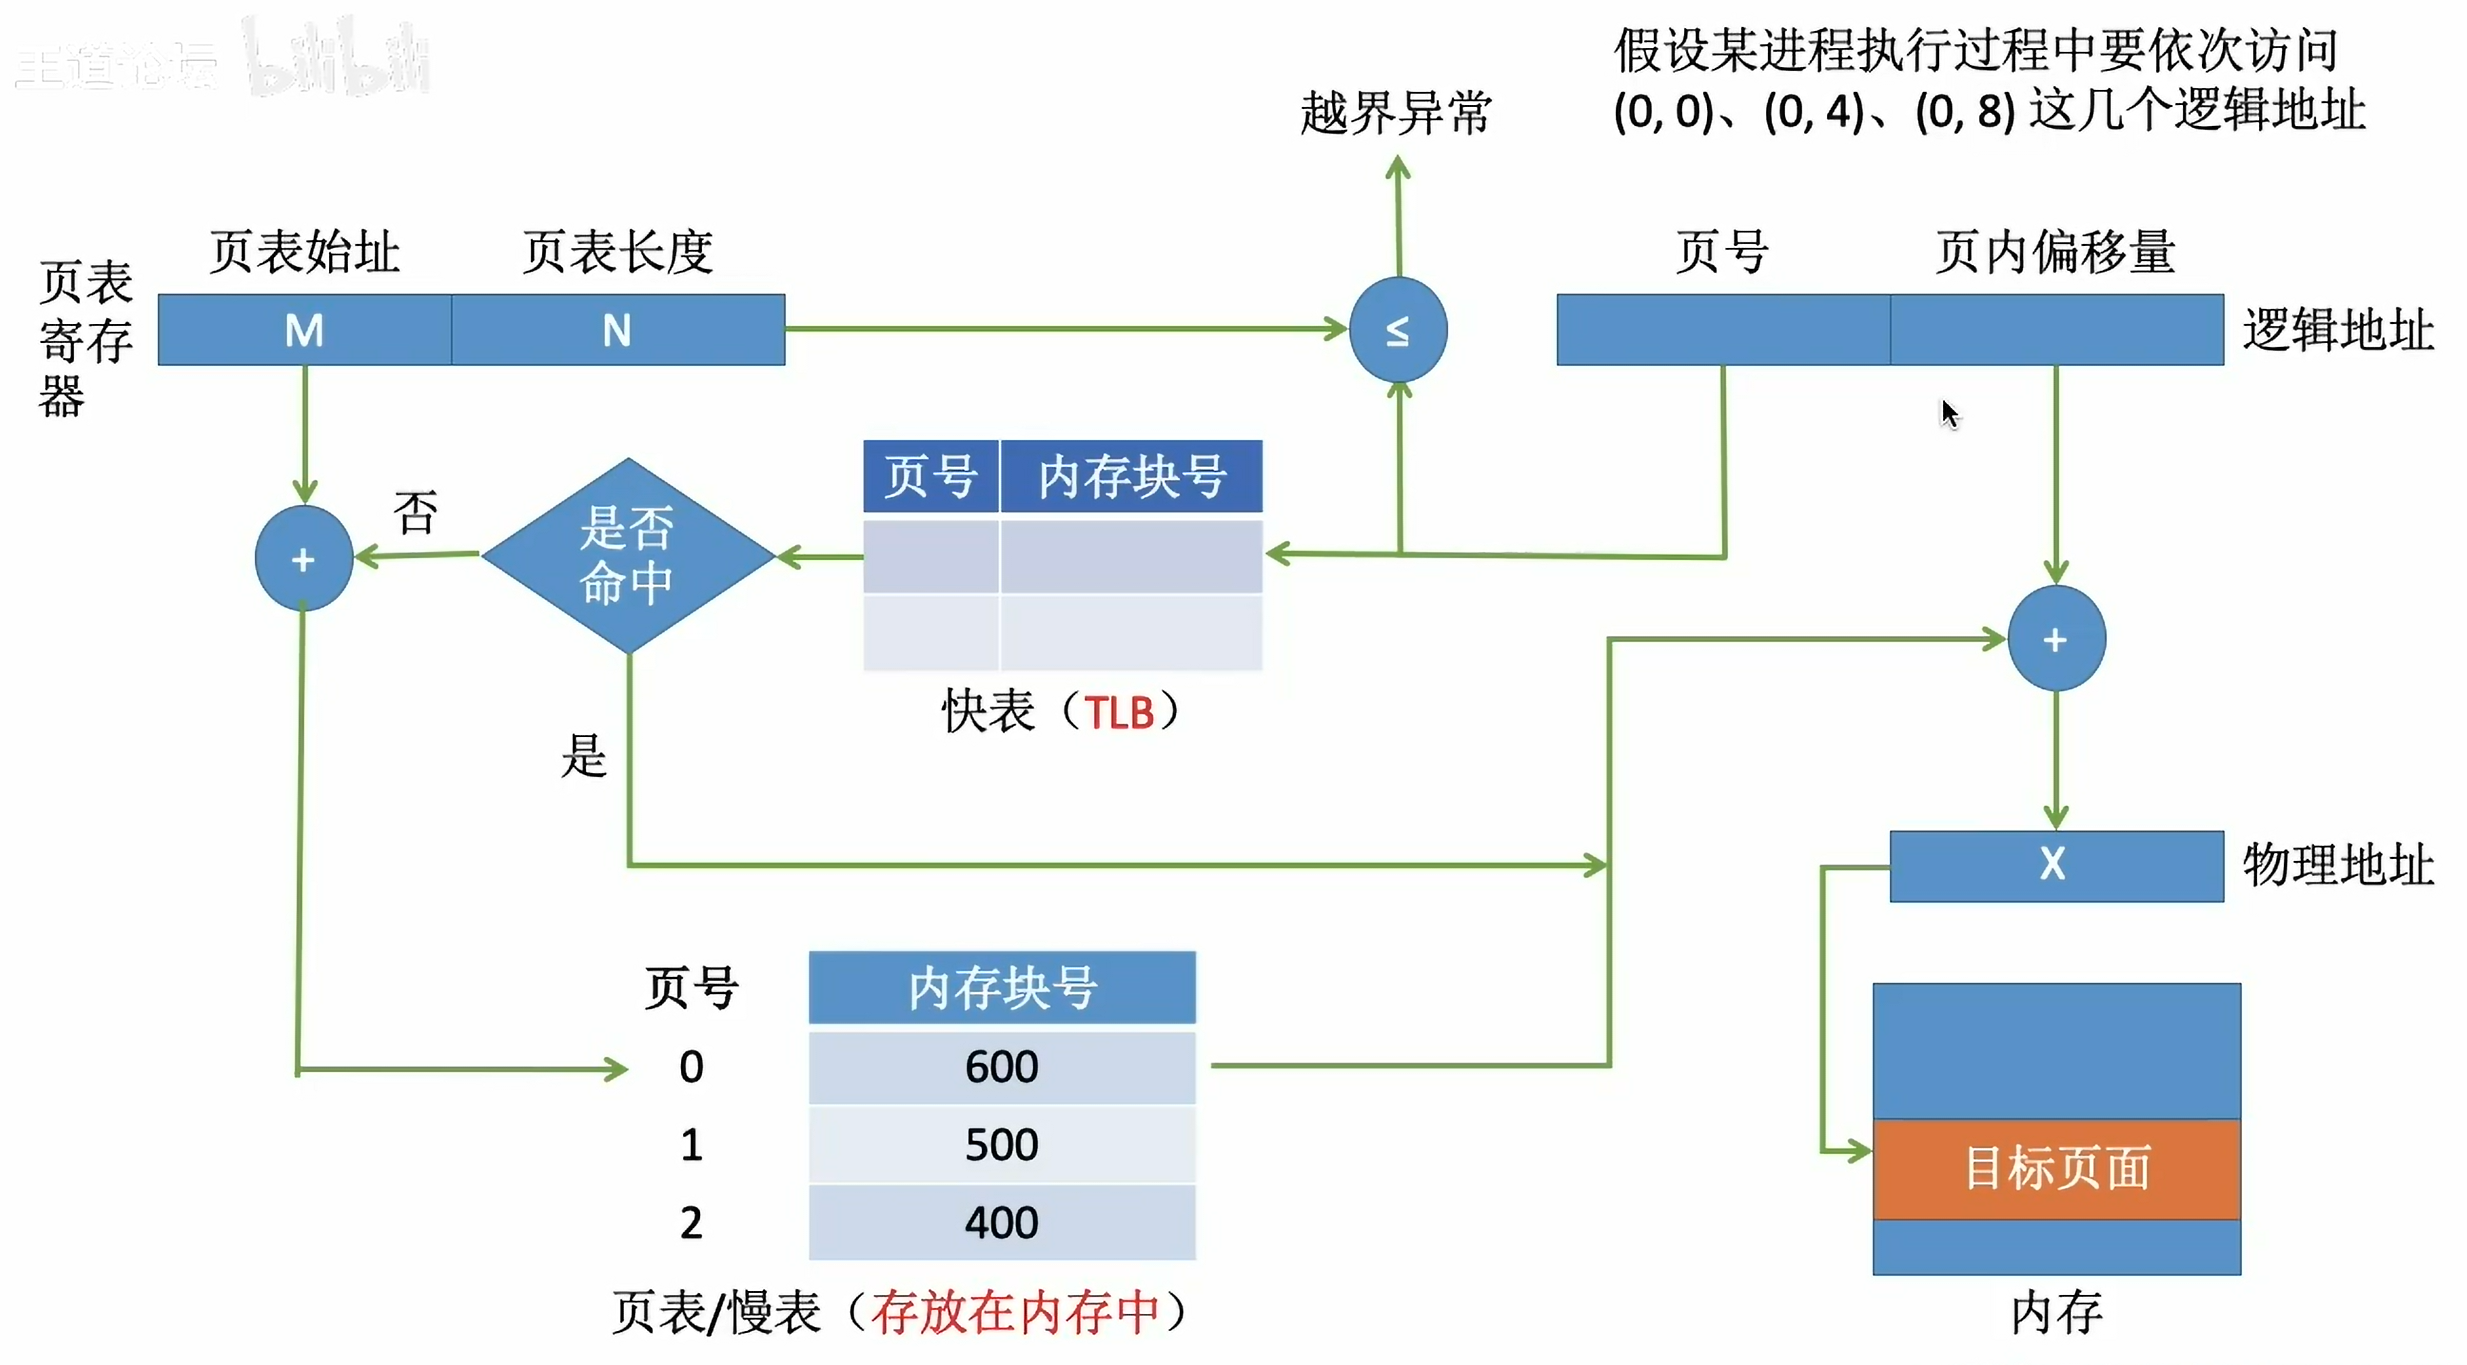 王道论坛 bilibili
假设某进程执行过程中要依次访问
(0, 0)、(0, 4)、(0, 8) 这几个逻辑地址
越界异常
页表始址
页表长度
页号
页内偏移量
页表
寄存
器
M
N
≤
逻辑地址
页号
内存块号
是否
命中
否
+
快表（TLB）
+
是
X
物理地址
页号
内存块号
0
600
1
500
2
400
目标页面
页表/慢表（存放在内存中）
内存